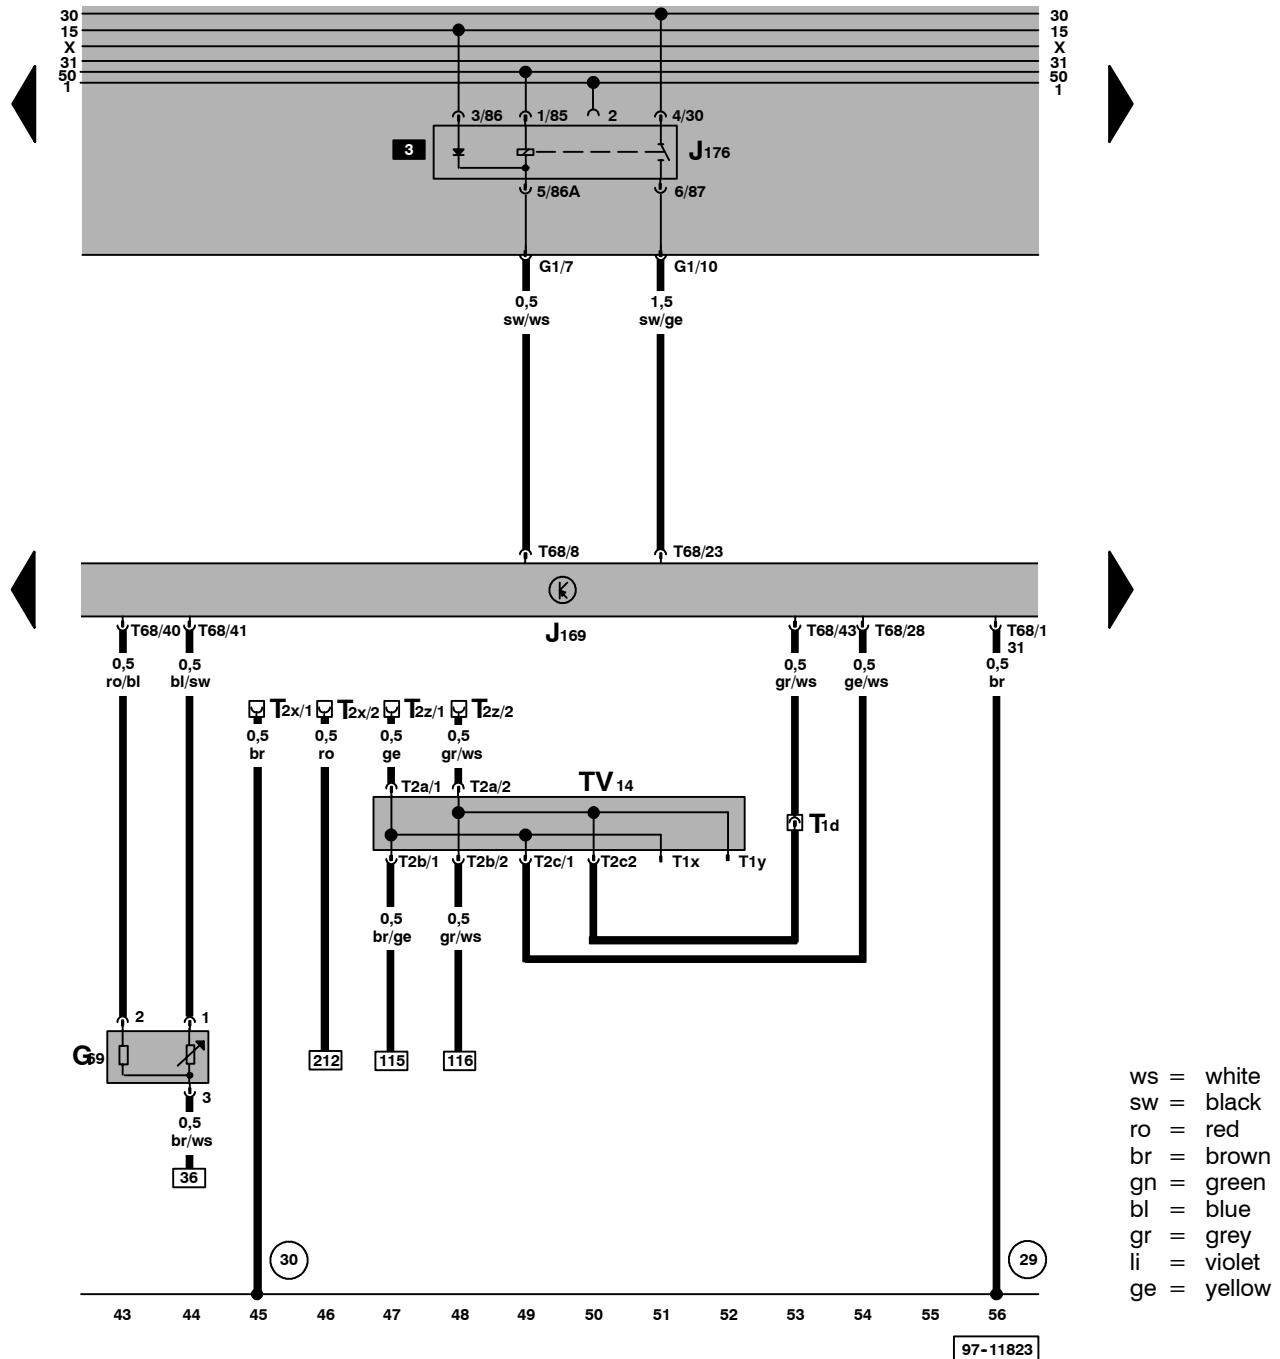 30 30
15 15
X X
31 31
50 50
1 1
3/86 1/85 2 4/30
3 J176
5/86A 6/87
G1/7 G1/10
0,5 1,5
sw/ws sw/ge
T68/8 T68/23
J169
T68/40 T68/41 T68/43 T68/28 T68/1
31
0,5 0,5 0,5 0,5 0,5
ro/bl bl/sw gr/ws ge/ws br
T2x/1 T2x/2 T2z/1 T2z/2
0,5 0,5 0,5 0,5
br ro ge gr/ws
T2a/1 T2a/2 TV14
T1d
T2b/1 T2b/2 T2c/1 T2c2 T1x T1y
0,5 0,5
br/ge gr/ws
2 1
G69
212 115 116
3
0,5
br/ws
36
30 29
43 44 45 46 47 48 49 50 51 52 53 54 55 56
97-11823
ws = white
sw = black
ro = red
br = brown
gn = green
bl = blue
gr = grey
li = violet
ge = yellow